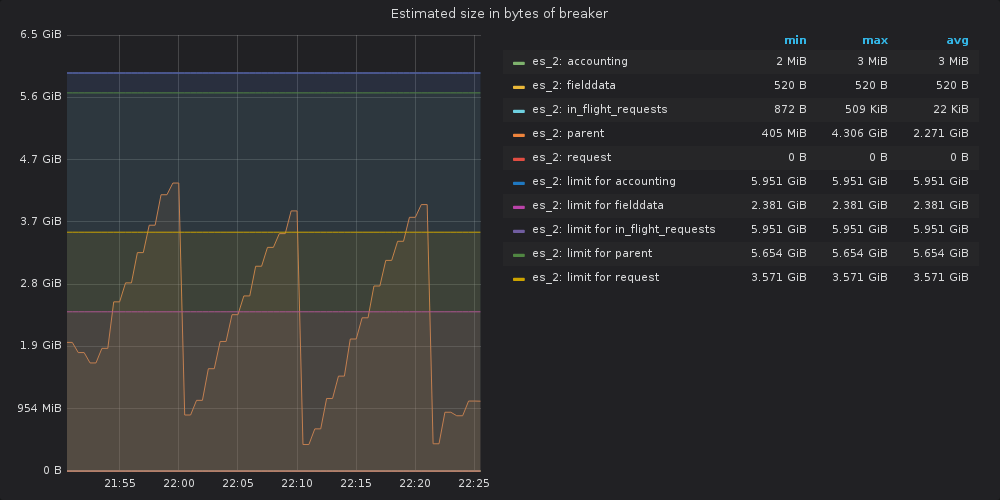 Estimated size in bytes of breaker
6.5 GiB
5.6 GiB
4.7 GiB
3.7 GiB
2.8 GiB
1.9 GiB
954 MiB
0 B
21:55 22:00 22:05 22:10 22:15 22:20 22:25
min max avg
es_2: accounting 2 MiB 3 MiB 3 MiB
es_2: fielddata 520 B 520 B 520 B
es_2: in_flight_requests 872 B 509 KiB 22 KiB
es_2: parent 405 MiB 4.306 GiB 2.271 GiB
es_2: request 0 B 0 B 0 B
es_2: limit for accounting 5.951 GiB 5.951 GiB 5.951 GiB
es_2: limit for fielddata 2.381 GiB 2.381 GiB 2.381 GiB
es_2: limit for in_flight_requests 5.951 GiB 5.951 GiB 5.951 GiB
es_2: limit for parent 5.654 GiB 5.654 GiB 5.654 GiB
es_2: limit for request 3.571 GiB 3.571 GiB 3.571 GiB